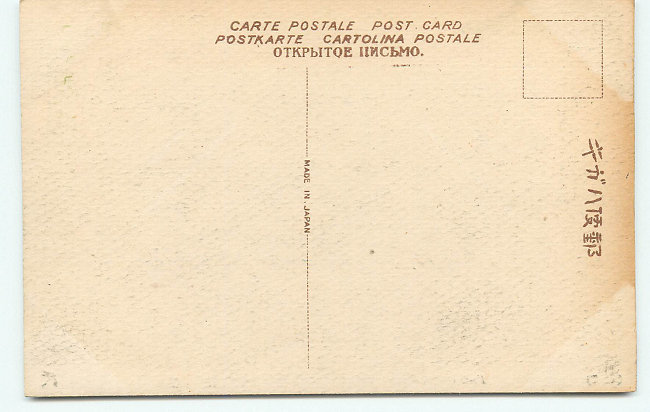 CARTE POSTALE POST CARD
POSTKARTE CARTOLINA POSTALE
ОТКРЫТОЕ ПИСЬМО.
MADE IN JAPAN
キガハ便郵